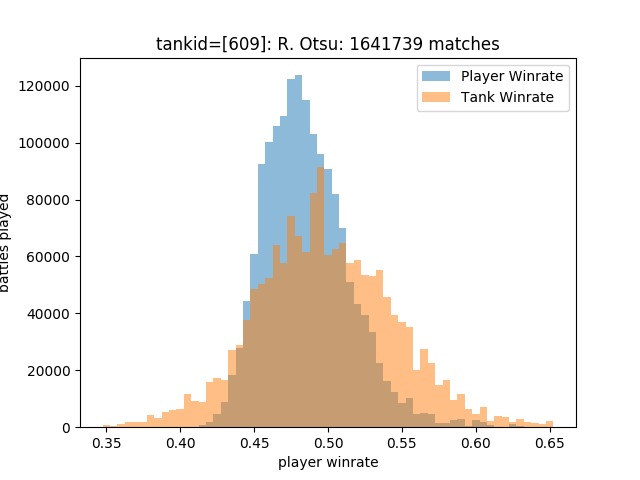 tankid=[609]: R. Otsu: 1641739 matches
Player Winrate
Tank Winrate
battles played
120000
100000
80000
60000
40000
20000
0
0.35 0.40 0.45 0.50 0.55 0.60 0.65
player winrate